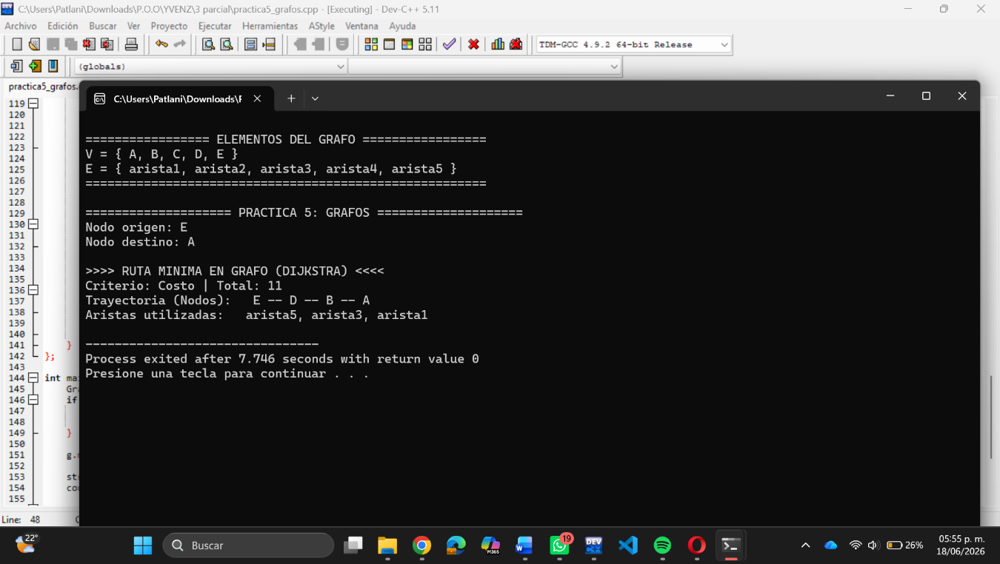 C:\Users\Patlani\Downloads\P.O.O\YVENZ\3 parcial\practica5_grafos.cpp - [Executing] - Dev-C++ 5.11
Archivo Edición Buscar Ver Proyecto Ejecutar Herramientas AStyle Ventana Ayuda
TDM-GCC 4.9.2 64-bit Release
(globals)
practica5_grafos.
C:\Users\Patlani\Downloads\
119
120
121
122
123
124
125
126
127
128
129
130
131
132
133
134
135
136
137
138
139
140
141 }
142 };
143
144 int ma
145 Gr
146 if
147
148
149 }
150
151 g.
152
153 st
154 co
155
================= ELEMENTOS DEL GRAFO =================
V = { A, B, C, D, E }
E = { arista1, arista2, arista3, arista4, arista5 }
=======================================================
==================== PRACTICA 5: GRAFOS ====================
Nodo origen: E
Nodo destino: A
>>>> RUTA MINIMA EN GRAFO (DIJKSTRA) <<<<
Criterio: Costo | Total: 11
Trayectoria (Nodos):   E -- D -- B -- A
Aristas utilizadas:   arista5, arista3, arista1
--------------------------------
Process exited after 7.746 seconds with return value 0
Presione una tecla para continuar . . .
Line: 48
22°
Buscar
M365
19
DEV
26%
05:55 p. m.
18/06/2026